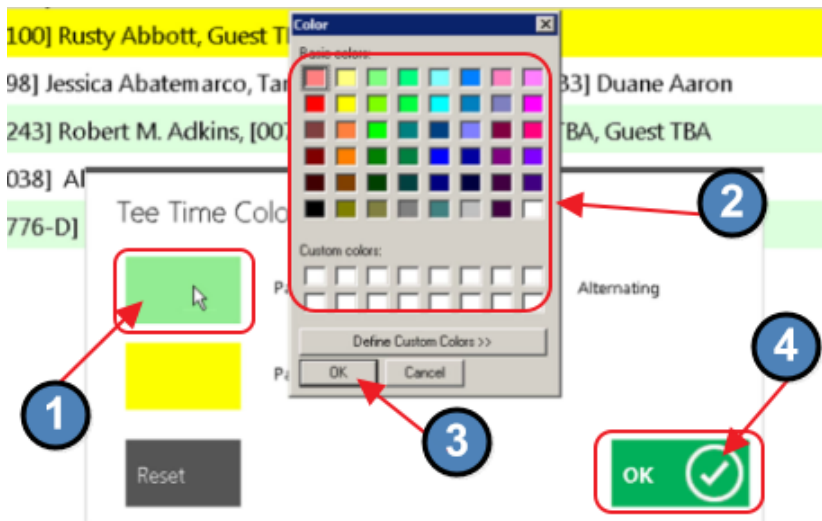 100] Rusty Abbott, Guest T
98] Jessica Abatemarco, Tar
33] Duane Aaron
243] Robert M. Adkins, [007
TBA, Guest TBA
038] Al
776-D]
Color
Basic colors:
2
Tee Time Colo
Custom colors:
Pa
Alternating
1
Define Custom Colors >>
4
Pa
OK
Cancel
3
Reset
OK